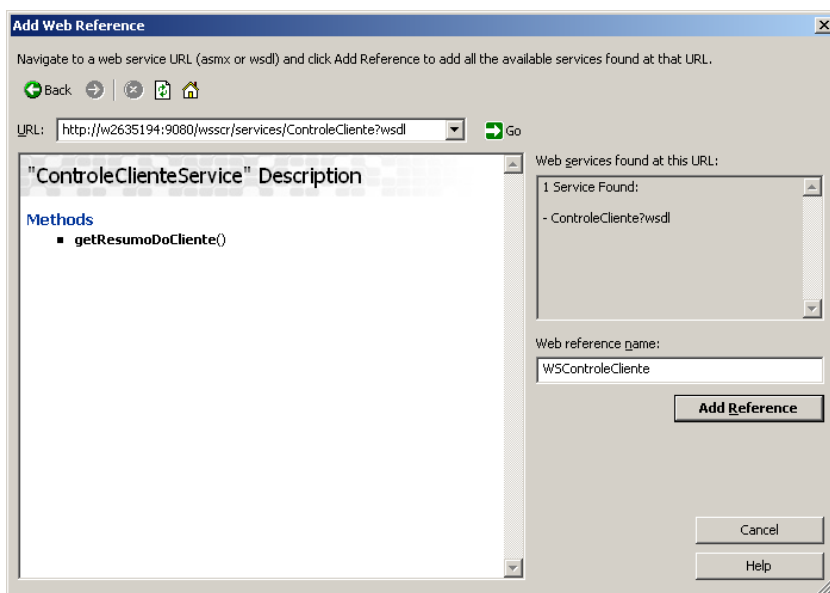 Add Web Reference
Navigate to a web service URL (asmx or wsdl) and click Add Reference to add all the available services found at that URL.
Back
URL: http://w2635194:9080/wsscr/services/ControleCliente?wsdl Go
"ControleClienteService" Description
Methods
getResumoDoCliente()
Web services found at this URL:
1 Service Found:
- ControleCliente?wsdl
Web reference name:
WSControleCliente
Add Reference
Cancel
Help